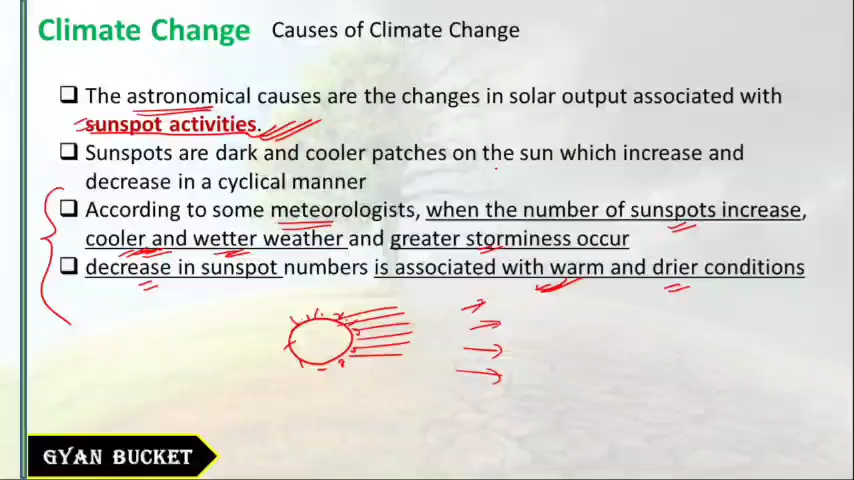 Climate Change Causes of Climate Change
❑ The astronomical causes are the changes in solar output associated with
sunspot activities.
❑ Sunspots are dark and cooler patches on the sun which increase and
decrease in a cyclical manner
❑ According to some meteorologists, when the number of sunspots increase,
cooler and wetter weather and greater storminess occur
❑ decrease in sunspot numbers is associated with warm and drier conditions
GYAN BUCKET